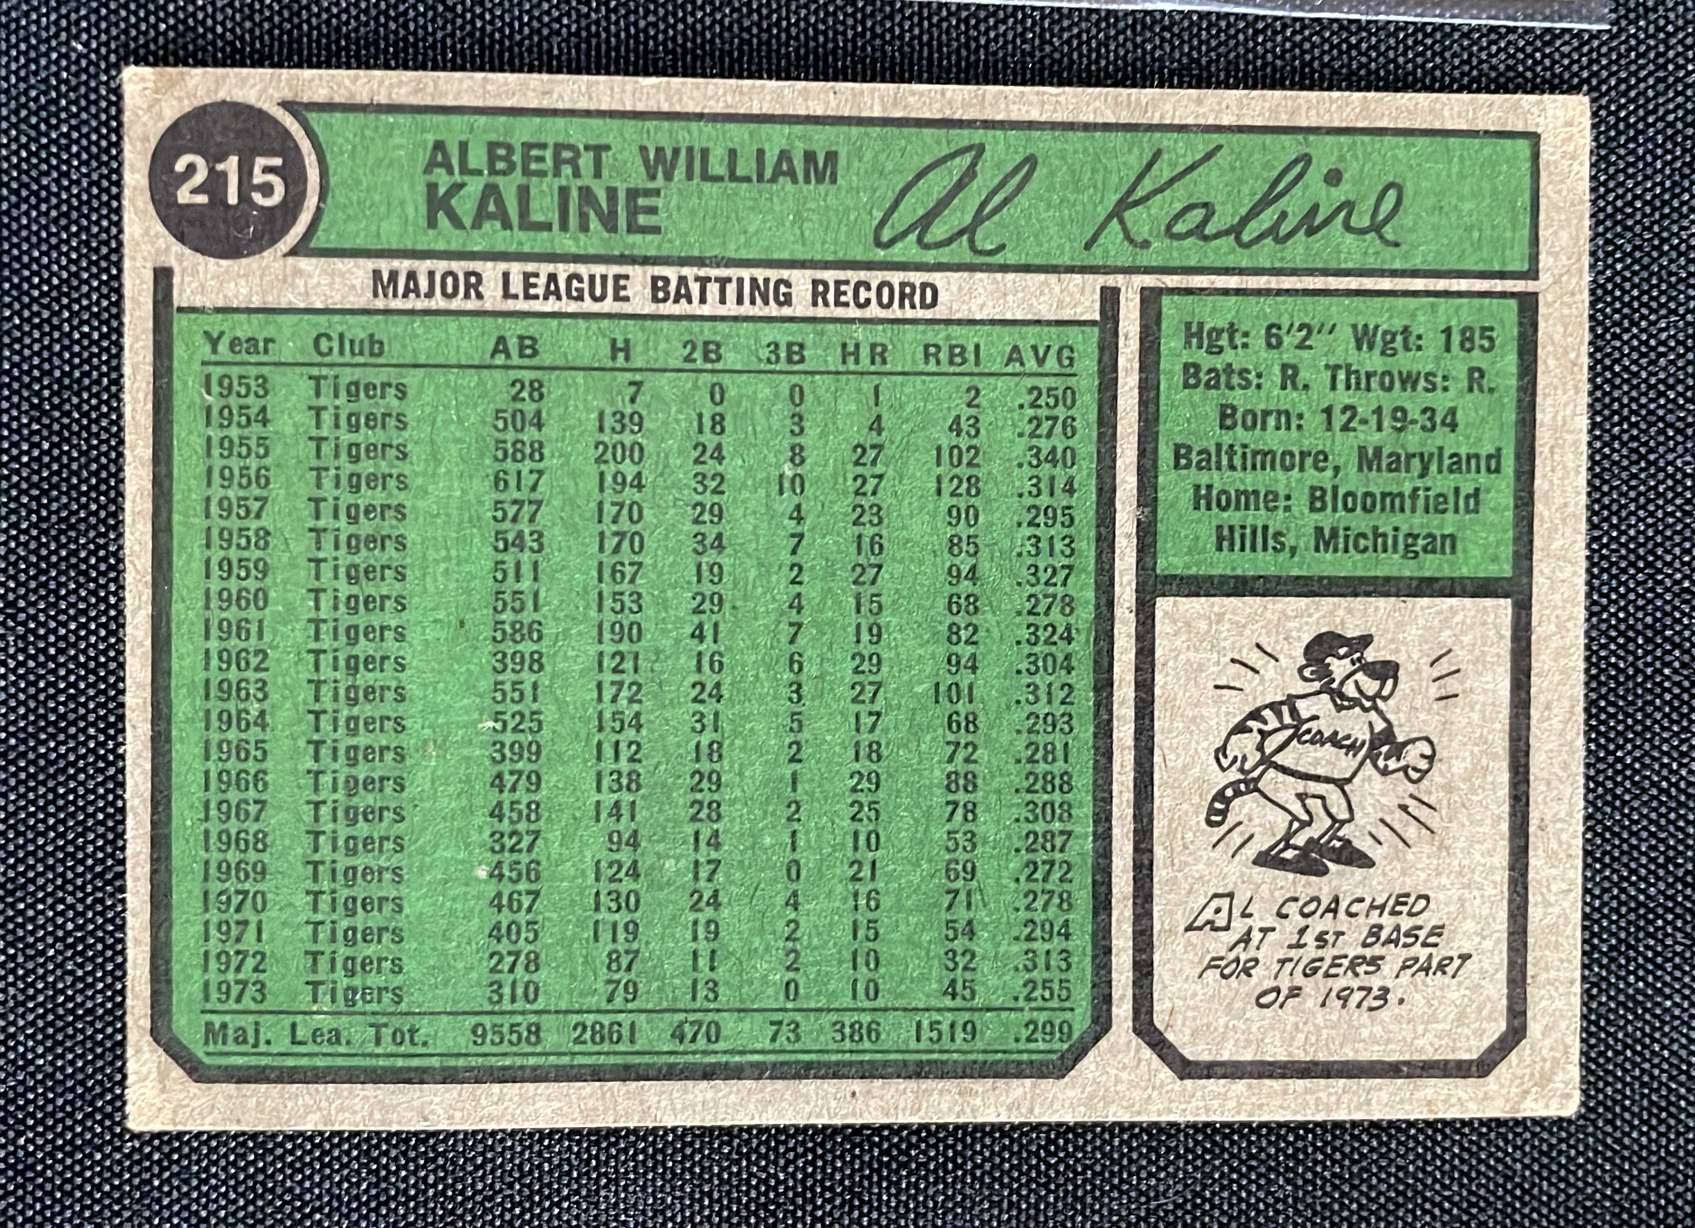 215
ALBERT WILLIAM
KALINE
Al Kaline
MAJOR LEAGUE BATTING RECORD
Year Club AB H 2B 3B HR RBI AVG
1953 Tigers 28 7 0 0 1 2 .250
1954 Tigers 504 139 18 3 4 43 .276
1955 Tigers 588 200 24 8 27 102 .340
1956 Tigers 617 194 32 10 27 128 .314
1957 Tigers 577 170 29 4 23 90 .295
1958 Tigers 543 170 34 7 16 85 .313
1959 Tigers 511 167 19 2 27 94 .327
1960 Tigers 551 153 29 4 15 68 .278
1961 Tigers 586 190 41 7 19 82 .324
1962 Tigers 398 121 16 6 29 94 .304
1963 Tigers 551 172 24 3 27 101 .312
1964 Tigers 525 154 31 5 17 68 .293
1965 Tigers 399 112 18 2 18 72 .281
1966 Tigers 479 138 29 1 29 88 .288
1967 Tigers 458 141 28 2 25 78 .308
1968 Tigers 327 94 14 1 10 53 .287
1969 Tigers 456 124 17 0 21 69 .272
1970 Tigers 467 130 24 4 16 71 .278
1971 Tigers 405 119 19 2 15 54 .294
1972 Tigers 278 87 11 2 10 32 .313
1973 Tigers 310 79 13 0 10 45 .255
Maj. Lea. Tot. 9558 2861 470 73 386 1519 .299
Hgt: 6'2" Wgt: 185
Bats: R. Throws: R.
Born: 12-19-34
Baltimore, Maryland
Home: Bloomfield
Hills, Michigan
COACH
AL COACHED
AT 1ST BASE
FOR TIGERS PART
OF 1973.